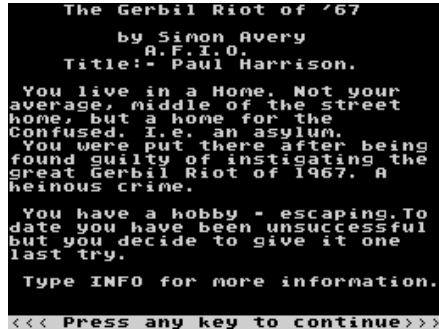 The Gerbil Riot of '67
by Simon Avery
A.F.I.O.
Title:- Paul Harrison.
You live in a Home. Not your
average, middle of the street
home, but a home for the
Confused. I.e. an asylum.
You were put there after being
found guilty of instigating the
great Gerbil Riot of 1967. A
heinous crime.
You have a hobby - escaping.To
date you have been unsuccessful
but you decide to give it one
last try.
Type INFO for more information.
<<< Press any key to continue>>>